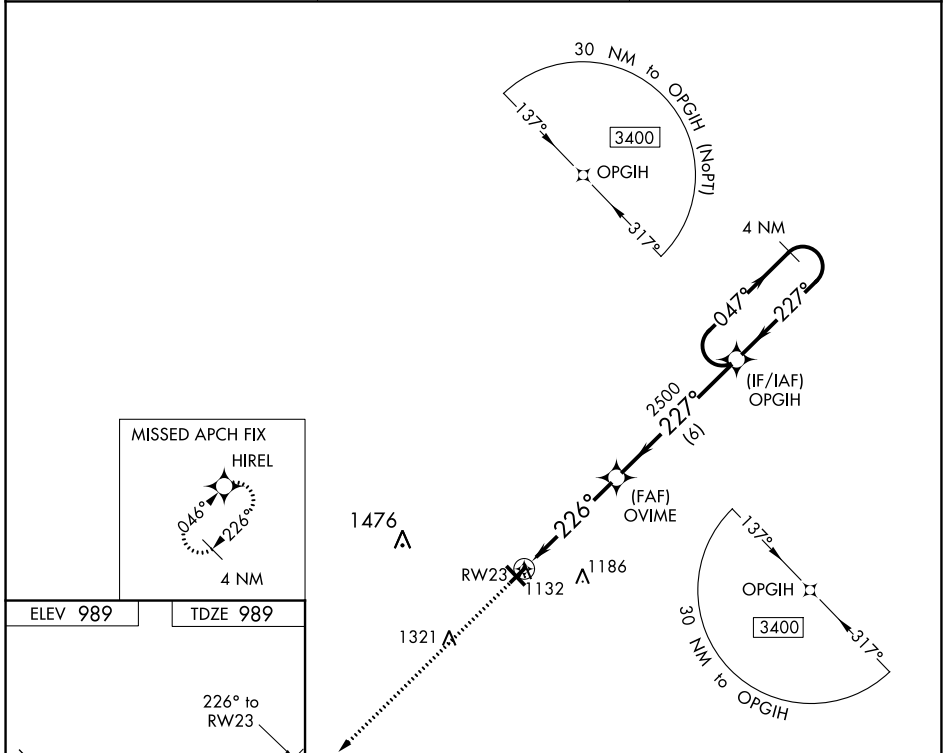 30 NM to OPGIH (NoPT)
137°
3400
OPGIH
317°
4 NM
047°
227°
(IF/IAF)
OPGIH
2500
227°
(6)
(FAF)
OVIME
226°
MISSED APCH FIX
HIREL
046°
226°
4 NM
1476
RW23
1132
1186
1321
137°
OPGIH
3400
317°
30 NM to OPGIH
ELEV 989
TDZE 989
226° to
RW23